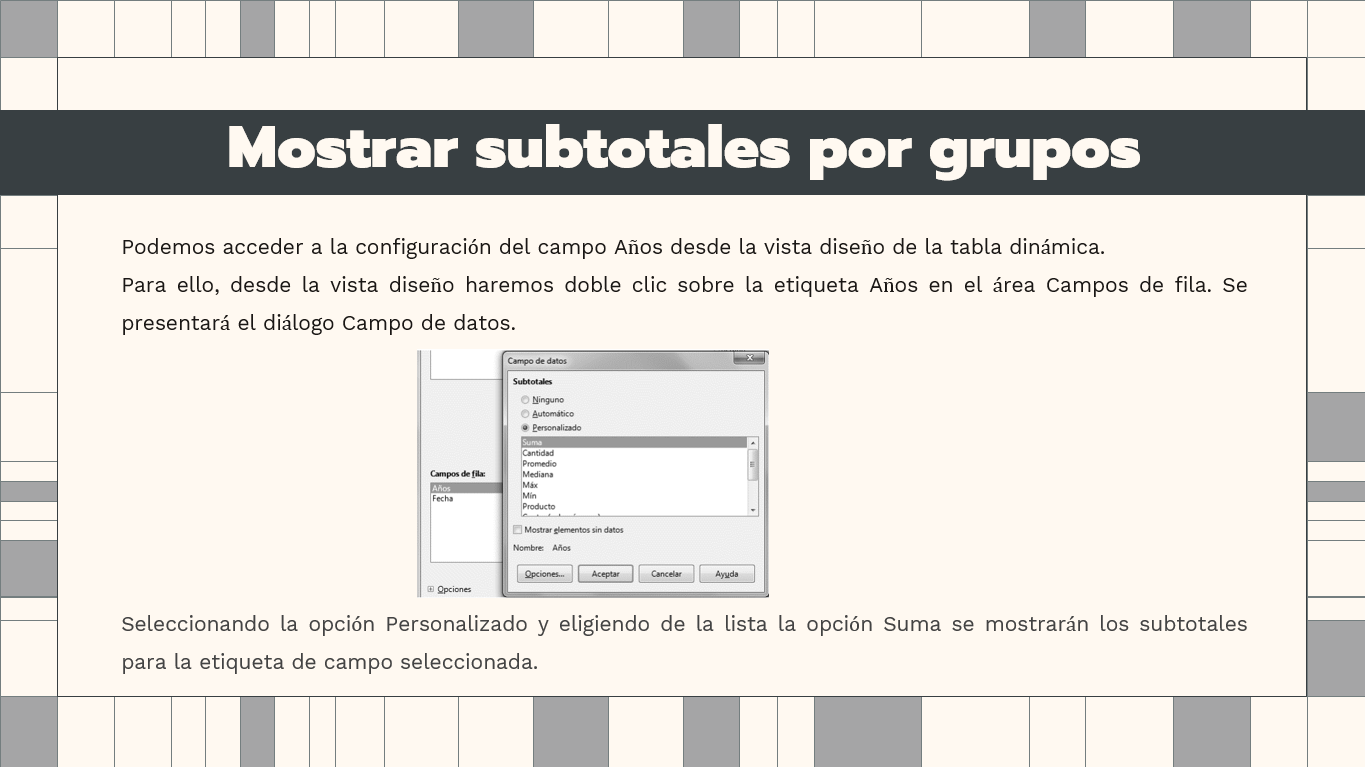 Mostrar subtotales por grupos
Podemos acceder a la configuración del campo Años desde la vista diseño de la tabla dinámica.
Para ello, desde la vista diseño haremos doble clic sobre la etiqueta Años en el área Campos de fila. Se
presentará el diálogo Campo de datos.
Campo de datos
Subtotales
Ninguno
Automático
Personalizado
Suma
Cantidad
Promedio
Mediana
Máx
Mín
Producto
Campos de fila:
Años
Fecha
Mostrar elementos sin datos
Nombre: Años
Opciones... Aceptar Cancelar Ayuda
Opciones
Seleccionando la opción Personalizado y eligiendo de la lista la opción Suma se mostrarán los subtotales
para la etiqueta de campo seleccionada.